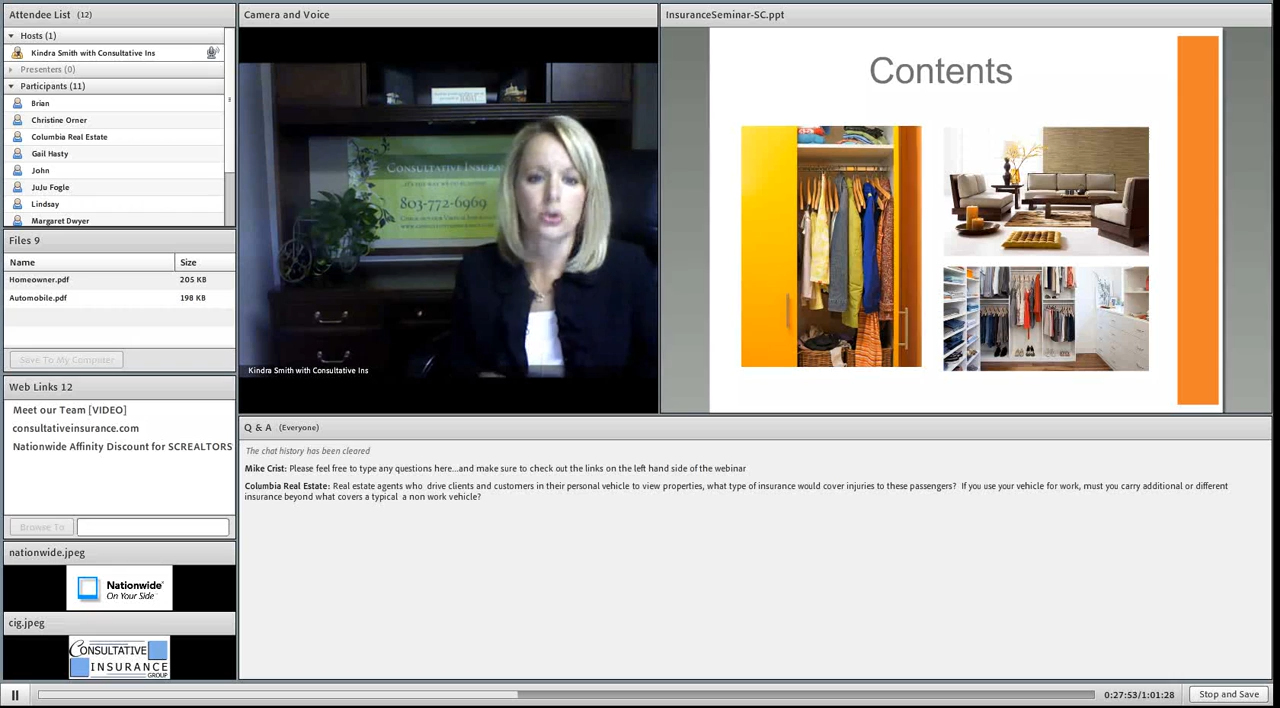 Attendee List (12)
Hosts (1)
Kindra Smith with Consultative Ins
Presenters (0)
Participants (11)
Brian
Christine Orner
Columbia Real Estate
Gail Hasty
John
JuJu Fogle
Lindsay
Margaret Dwyer
Files 9
Name Size
Homeowner.pdf 205 KB
Automobile.pdf 198 KB
Save To My Computer
Web Links 12
Meet our Team [VIDEO]
consultativeinsurance.com
Nationwide Affinity Discount for SCREALTORS
Browse To
nationwide.jpeg
Nationwide®
On Your Side™
cig.jpeg
CONSULTATIVE
INSURANCE
GROUP
Camera and Voice
CONSULTATIVE INSURA
803-772-6969
Kindra Smith with Consultative Ins
InsuranceSeminar-SC.ppt
Contents
Q & A (Everyone)
The chat history has been cleared
Mike Crist: Please feel free to type any questions here...and make sure to check out the links on the left hand side of the webinar
Columbia Real Estate: Real estate agents who drive clients and customers in their personal vehicle to view properties, what type of insurance would cover injuries to these passengers? If you use your vehicle for work, must you carry additional or different
insurance beyond what covers a typical a non work vehicle?
0:27:53/1:01:28
Stop and Save